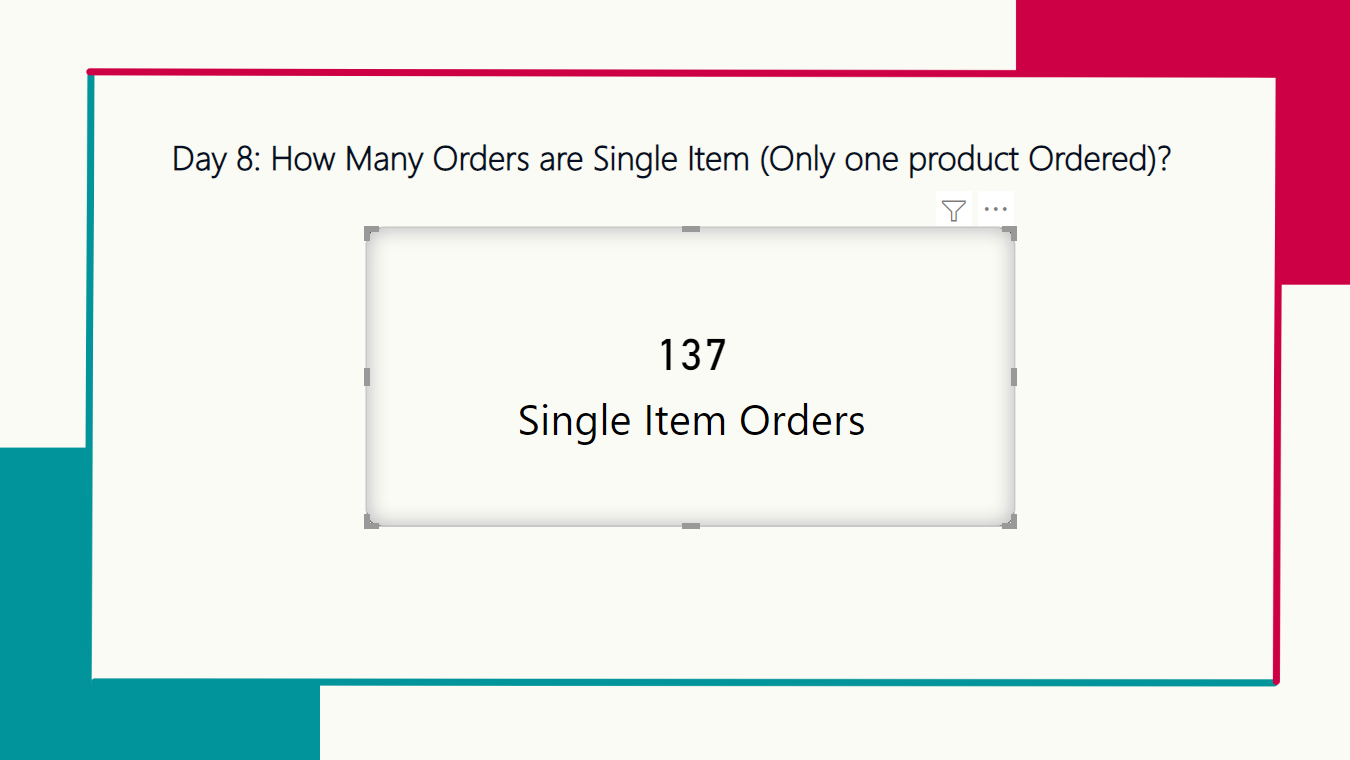 Day 8: How Many Orders are Single Item (Only one product Ordered)?
137
Single Item Orders